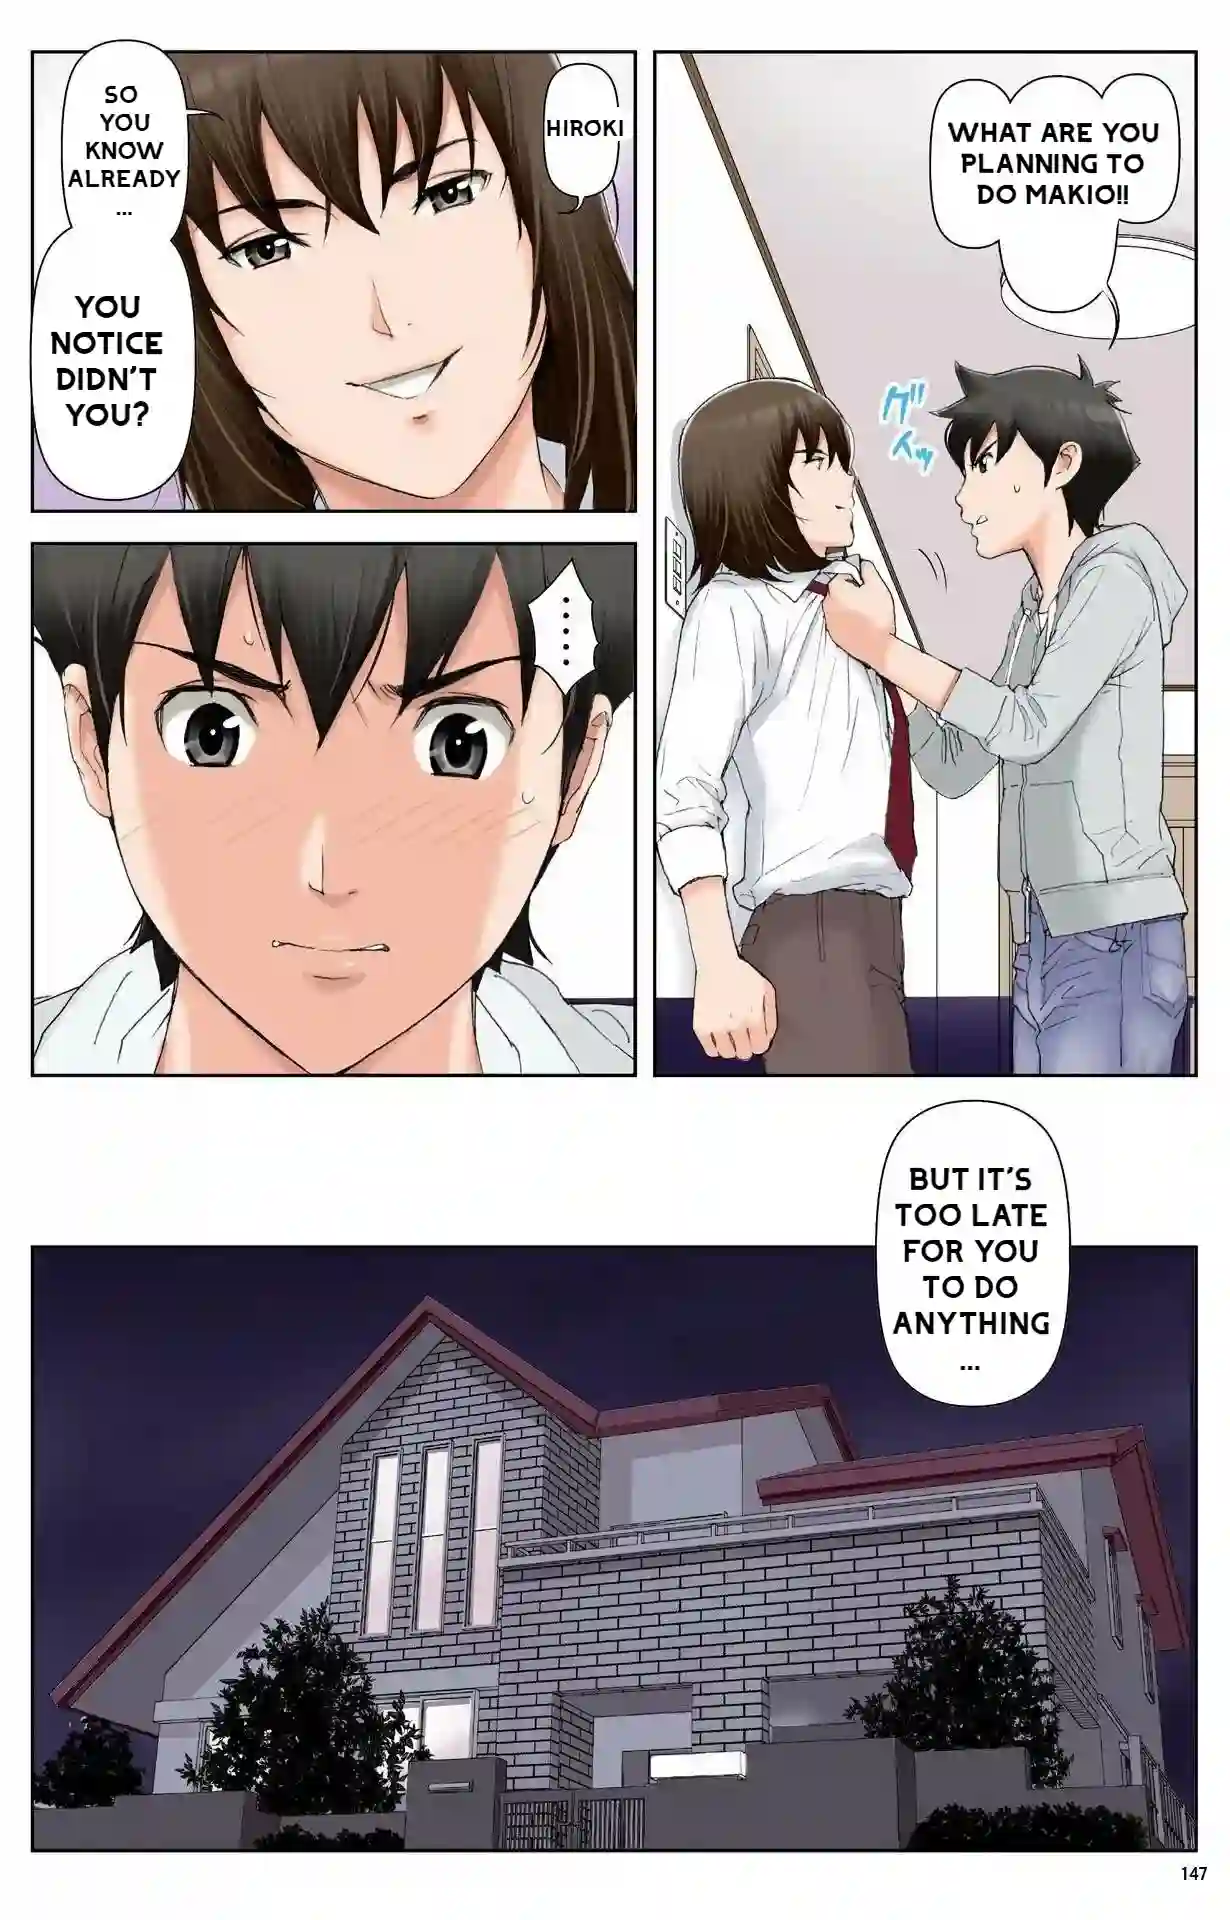 WHAT ARE YOU
PLANNING TO
DO MAKIO!!
グ
イッ
HIROKI
SO
YOU
KNOW
ALREADY
...
YOU
NOTICE
DIDN'T
YOU?
.....
BUT IT'S
TOO LATE
FOR YOU
TO DO
ANYTHING
...
147